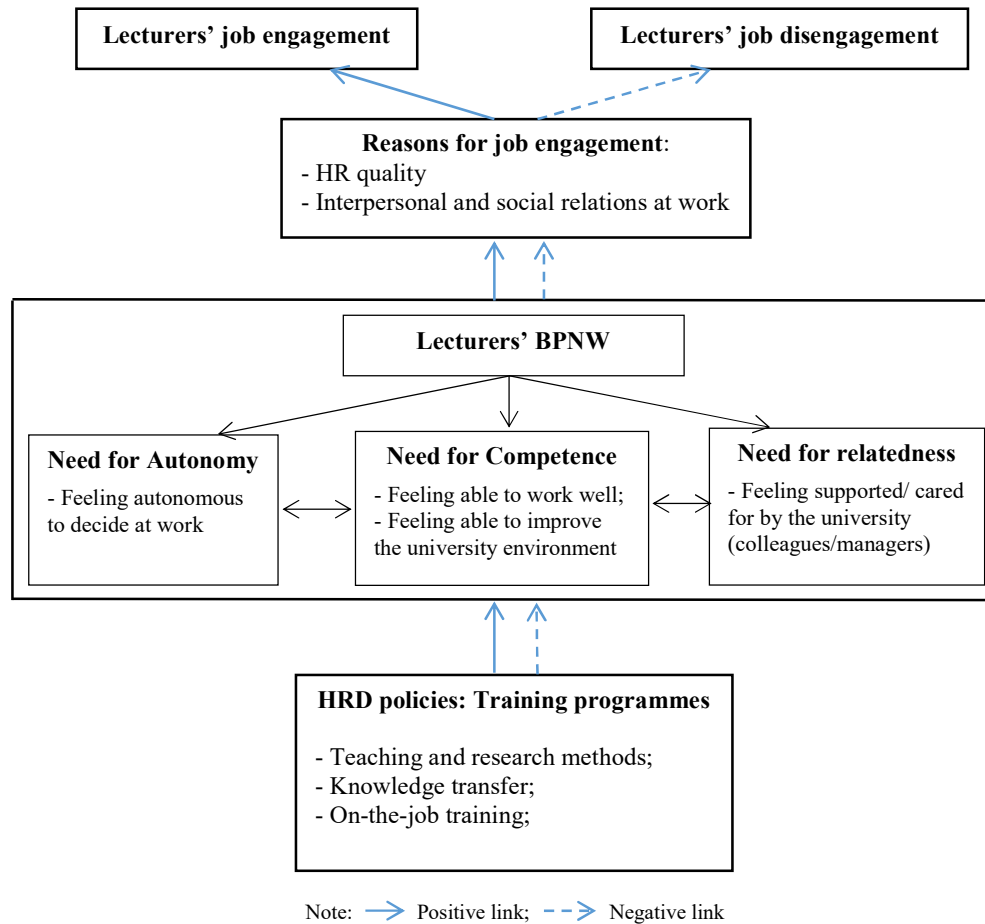 Lecturers’ job engagement
Lecturers’ job disengagement
Reasons for job engagement:
- HR quality
- Interpersonal and social relations at work
Lecturers’ BPNW
Need for Autonomy
- Feeling autonomous
to decide at work
Need for Competence
- Feeling able to work well;
- Feeling able to improve
the university environment
Need for relatedness
- Feeling supported/ cared
for by the university
(colleagues/managers)
HRD policies: Training programmes
- Teaching and research methods;
- Knowledge transfer;
- On-the-job training;
Note: Positive link; Negative link